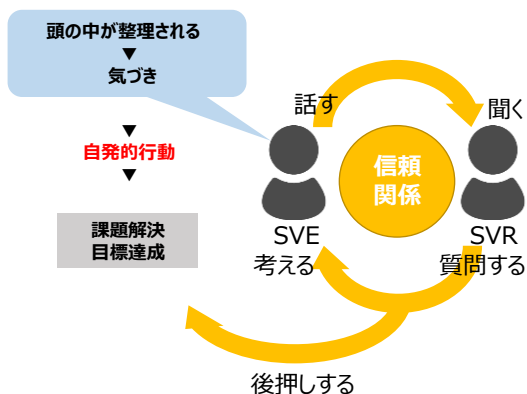 頭の中が整理される
▼
気づき
▼
自発的行動
▼
課題解決
目標達成
話す
聞く
信頼
関係
SVE
SVR
考える
質問する
後押しする